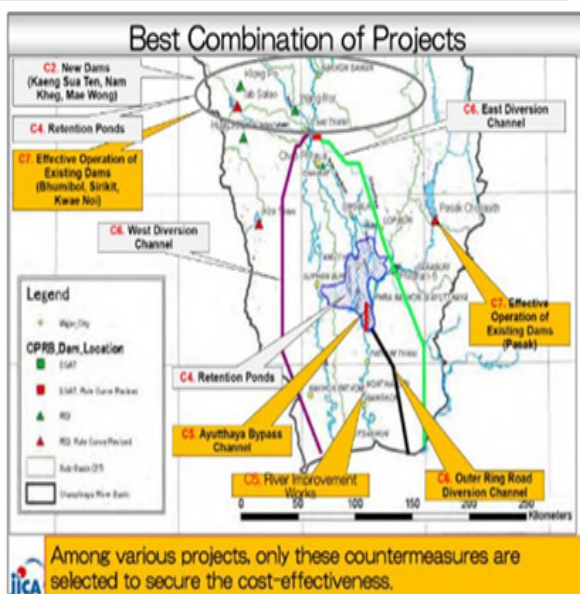 Best Combination of Projects
C2. New Dams
(Kaeng Sua Ten, Nam
Kheg, Mae Wong)
C4. Retention Ponds
C7. Effective Operation of
Existing Dams
(Bhumibol, Sirikit,
Kwae Noi)
C6. East Diversion
Channel
C6. West Diversion
Channel
Pasak Cholasith
C7. Effective
Operation of
Existing Dams
(Pasak)
C4. Retention Ponds
C5. Ayutthaya Bypass
Channel
C5. River Improvement
Works
C6. Outer Ring Road
Diversion Channel
Legend
Major_City
CPRB_Dam_Location
EGAT
EGAT, Rule Curve Revised
RID
RID, Rule Curve Revised
Sub-Basin
Chaophraya River Basin
0 50 100 150 200 250
Kilometers
jICA
Among various projects, only these countermeasures are
selected to secure the cost-effectiveness.